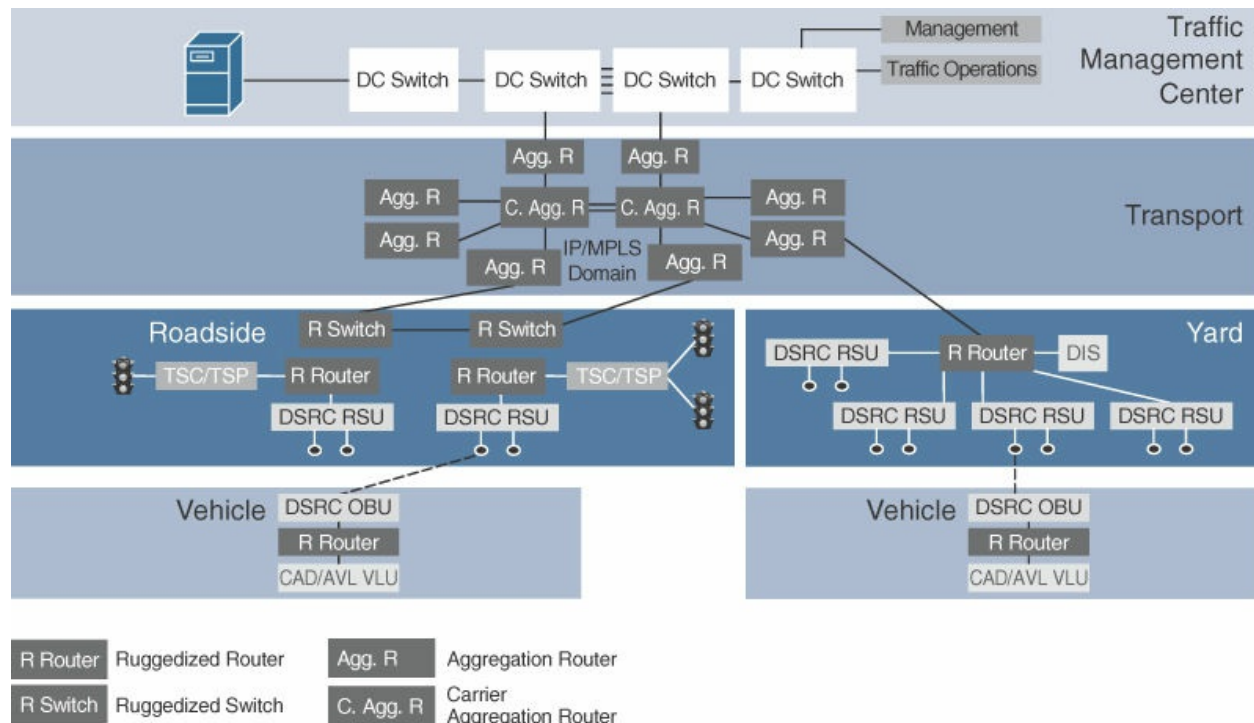 Traffic
Management
Center
Management
Traffic Operations
DC Switch
DC Switch
DC Switch
DC Switch
Agg. R
Agg. R
Agg. R
C. Agg. R
C. Agg. R
Agg. R
Transport
Agg. R
IP/MPLS
Domain
Agg. R
Agg. R
Agg. R
Roadside
R Switch
R Switch
TSC/TSP
R Router
R Router
TSC/TSP
DSRC RSU
DSRC RSU
Yard
DSRC RSU
R Router
DIS
DSRC RSU
DSRC RSU
DSRC RSU
Vehicle
DSRC OBU
R Router
CAD/AVL VLU
Vehicle
DSRC OBU
R Router
CAD/AVL VLU
R Router
Ruggedized Router
Agg. R
Aggregation Router
R Switch
Ruggedized Switch
C. Agg. R
Carrier
Aggregation Router